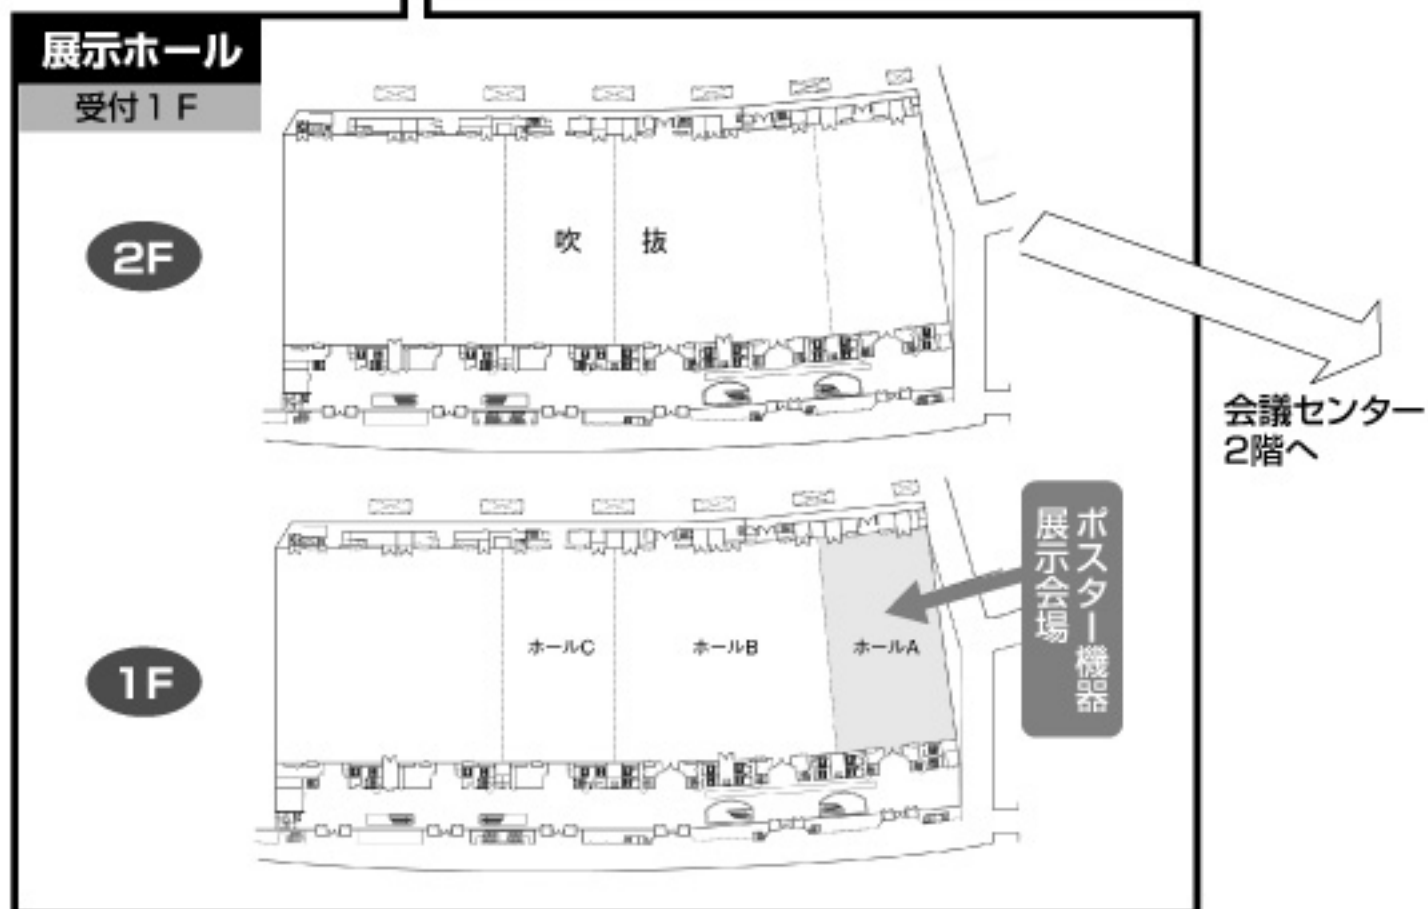 展示ホール
受付1F
2F
吹抜
会議センター
2階へ
ポスター機器
展示会場
1F
ホールC
ホールB
ホールA